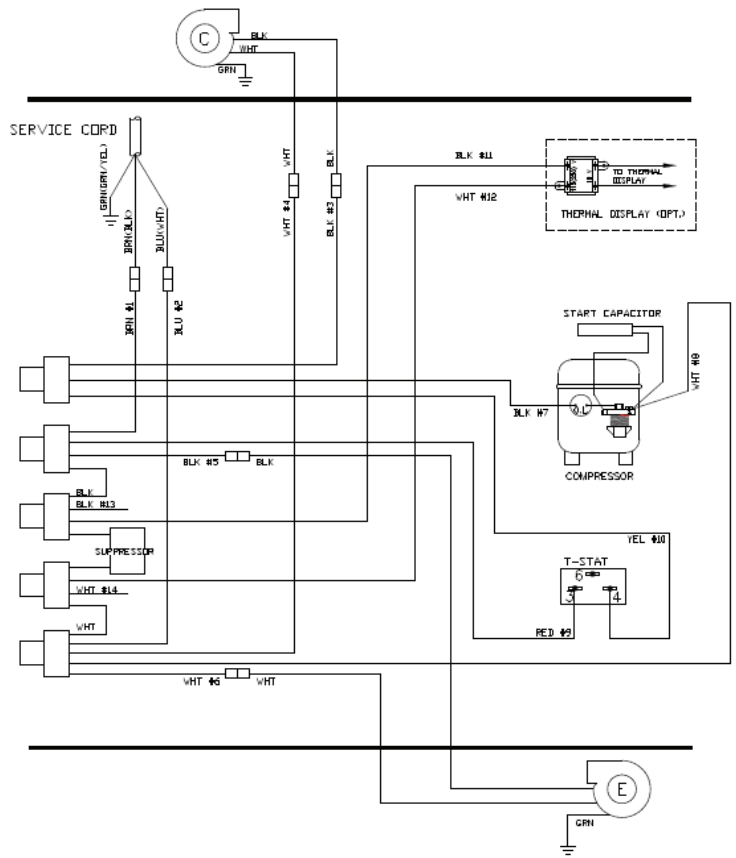 C
BLK
WHT
GRN
SERVICE CORD
GRN(GRN/YEL)
BRN(BLK)
BLU(WHT)
WHT
BLK
WHT #4
BLK #3
BLK #11
WHT #12
TO THERMAL
DISPLAY
THERMAL DISPLAY (OPT.)
BRN #1
BLU #2
START CAPACITOR
WHT #8
BLK #7
O.L
COMPRESSOR
BLK #5
BLK
BLK
BLK #13
SUPPRESSOR
YEL #10
T-STAT
6
3
4
WHT #14
WHT
RED #9
WHT #6
WHT
E
GRN